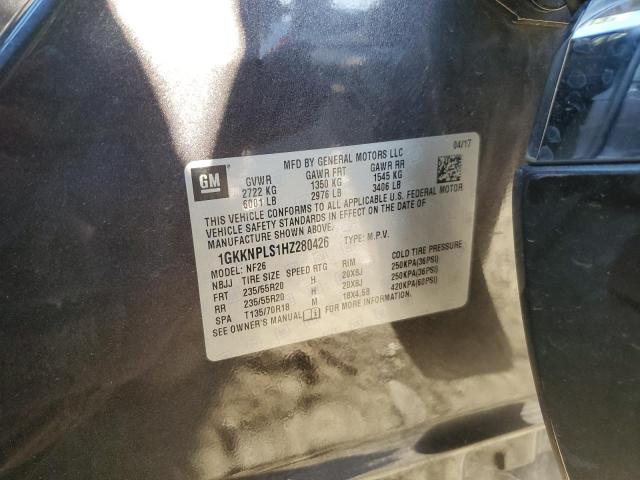 GM
MFD BY GENERAL MOTORS LLC 04/17
GVWR GAWR FRT GAWR RR
2722 KG 1350 KG 1545 KG
6001 LB 2976 LB 3406 LB
THIS VEHICLE CONFORMS TO ALL APPLICABLE U.S. FEDERAL MOTOR
VEHICLE SAFETY STANDARDS IN EFFECT ON THE DATE OF
MANUFACTURE SHOWN ABOVE.
1GKKNPLS1HZ280426 TYPE: M.P.V.
MODEL: NF26
NBJJ TIRE SIZE SPEED RTG RIM COLD TIRE PRESSURE
FRT 235/55R20 H 20X8J 250KPA(36PSI)
RR 235/55R20 H 20X8J 250KPA(36PSI)
SPA T135/70R18 M 18X4.5B 420KPA(60PSI)
SEE OWNER'S MANUAL FOR MORE INFORMATION.